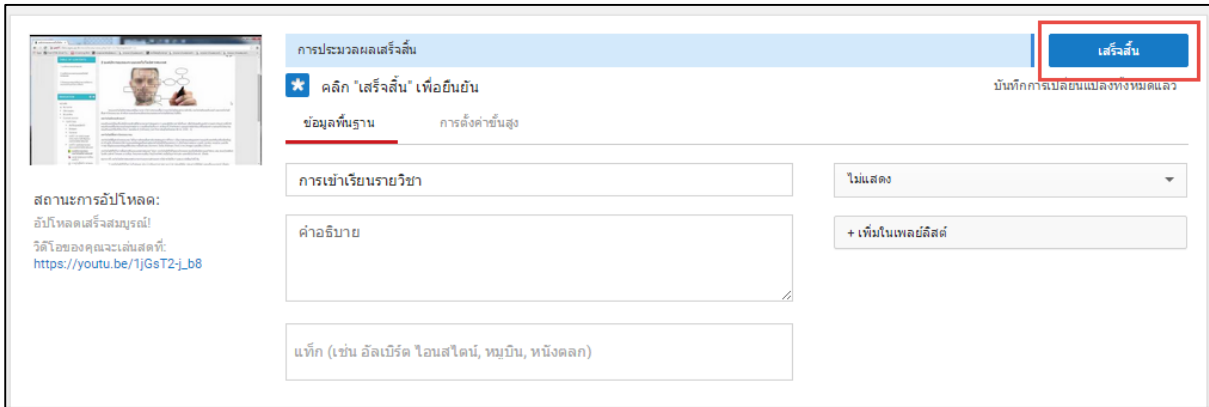 การประมวลผลเสร็จสิ้น
เสร็จสิ้น
คลิก "เสร็จสิ้น" เพื่อยืนยัน
บันทึกการเปลี่ยนแปลงทั้งหมดแล้ว
ข้อมูลพื้นฐาน การตั้งค่าขั้นสูง
การเข้าเรียนรายวิชา
ไม่แสดง
สถานะการอัปโหลด:
อัปโหลดเสร็จสมบูรณ์!
วิดีโอของคุณจะเล่นสดที่:
https://youtu.be/1jGsT2-j_b8
คำอธิบาย
+ เพิ่มในเพลย์ลิสต์
แท็ก (เช่น อัลเบิร์ต ไอนสไตน์, หมูบิน, หนังตลก)